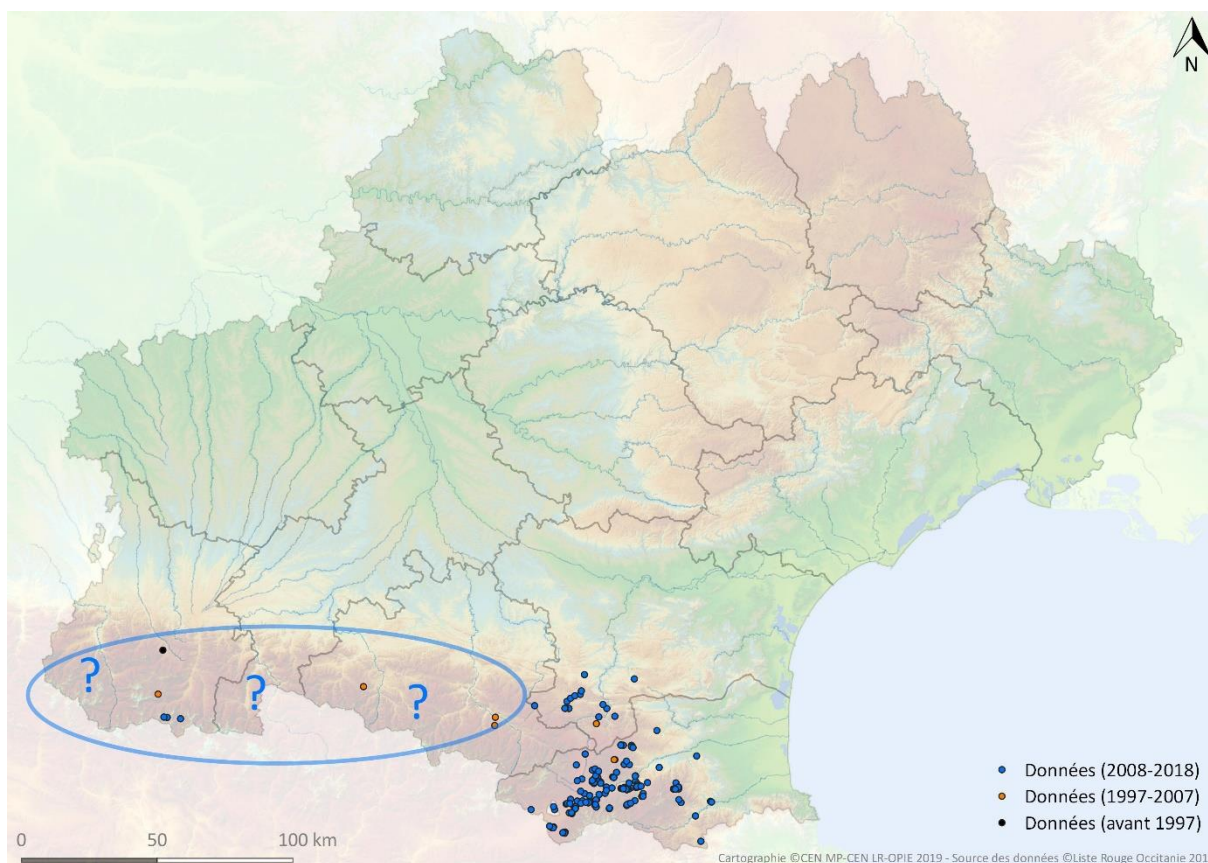 N
?
?
?
Données (2008-2018)
Données (1997-2007)
Données (avant 1997)
0 50 100 km
Cartographie ©CEN MP-CEN LR-OPIE 2019 - Source des données ©Liste Rouge Occitanie 201